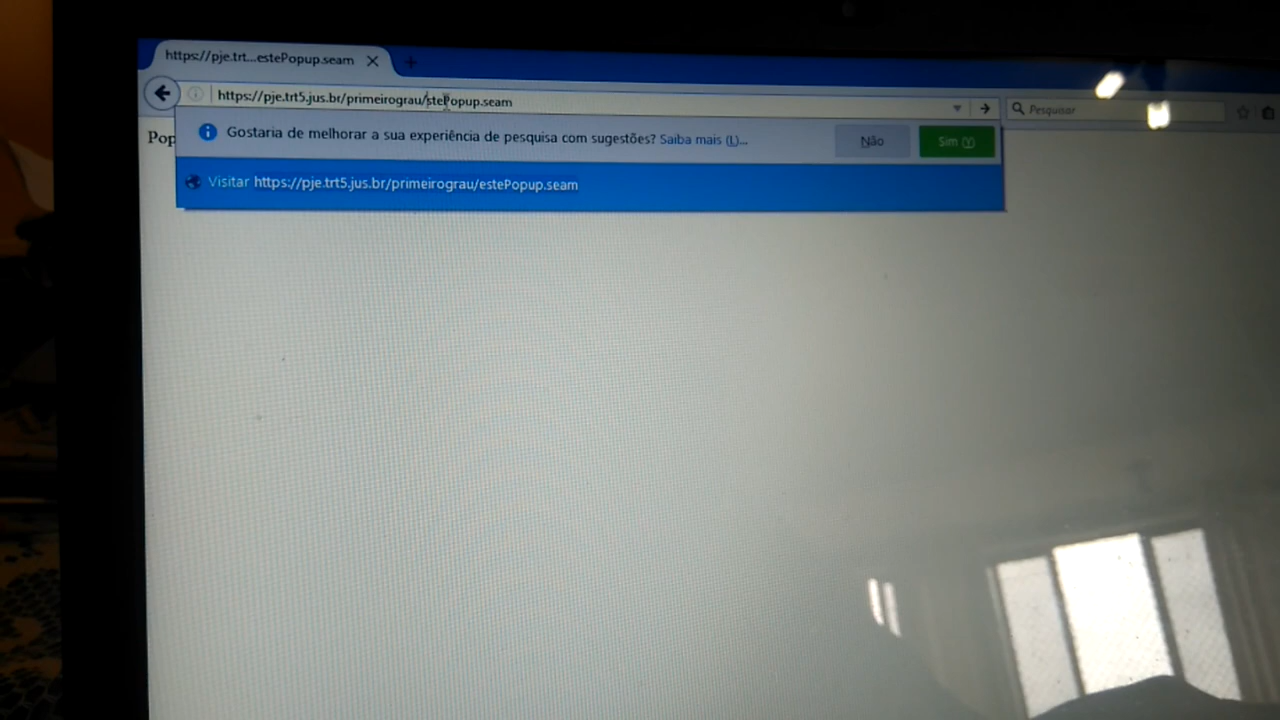 https://pje.trt...estePopup.seam
https://pje.trt5.jus.br/primeirograu/estePopup.seam
Pesquisar
Pop
Gostaria de melhorar a sua experiência de pesquisa com sugestões? Saiba mais (L)...
Não
Sim (Y)
Visitar https://pje.trt5.jus.br/primeirograu/estePopup.seam